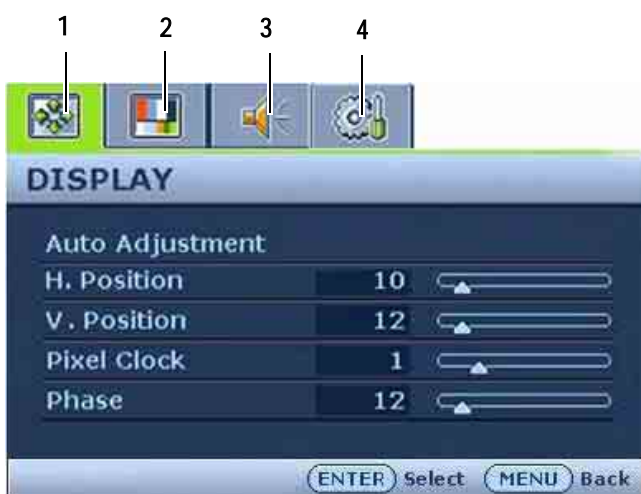 1 2 3 4
DISPLAY
Auto Adjustment
H. Position 10
V. Position 12
Pixel Clock 1
Phase 12
ENTER Select MENU Back